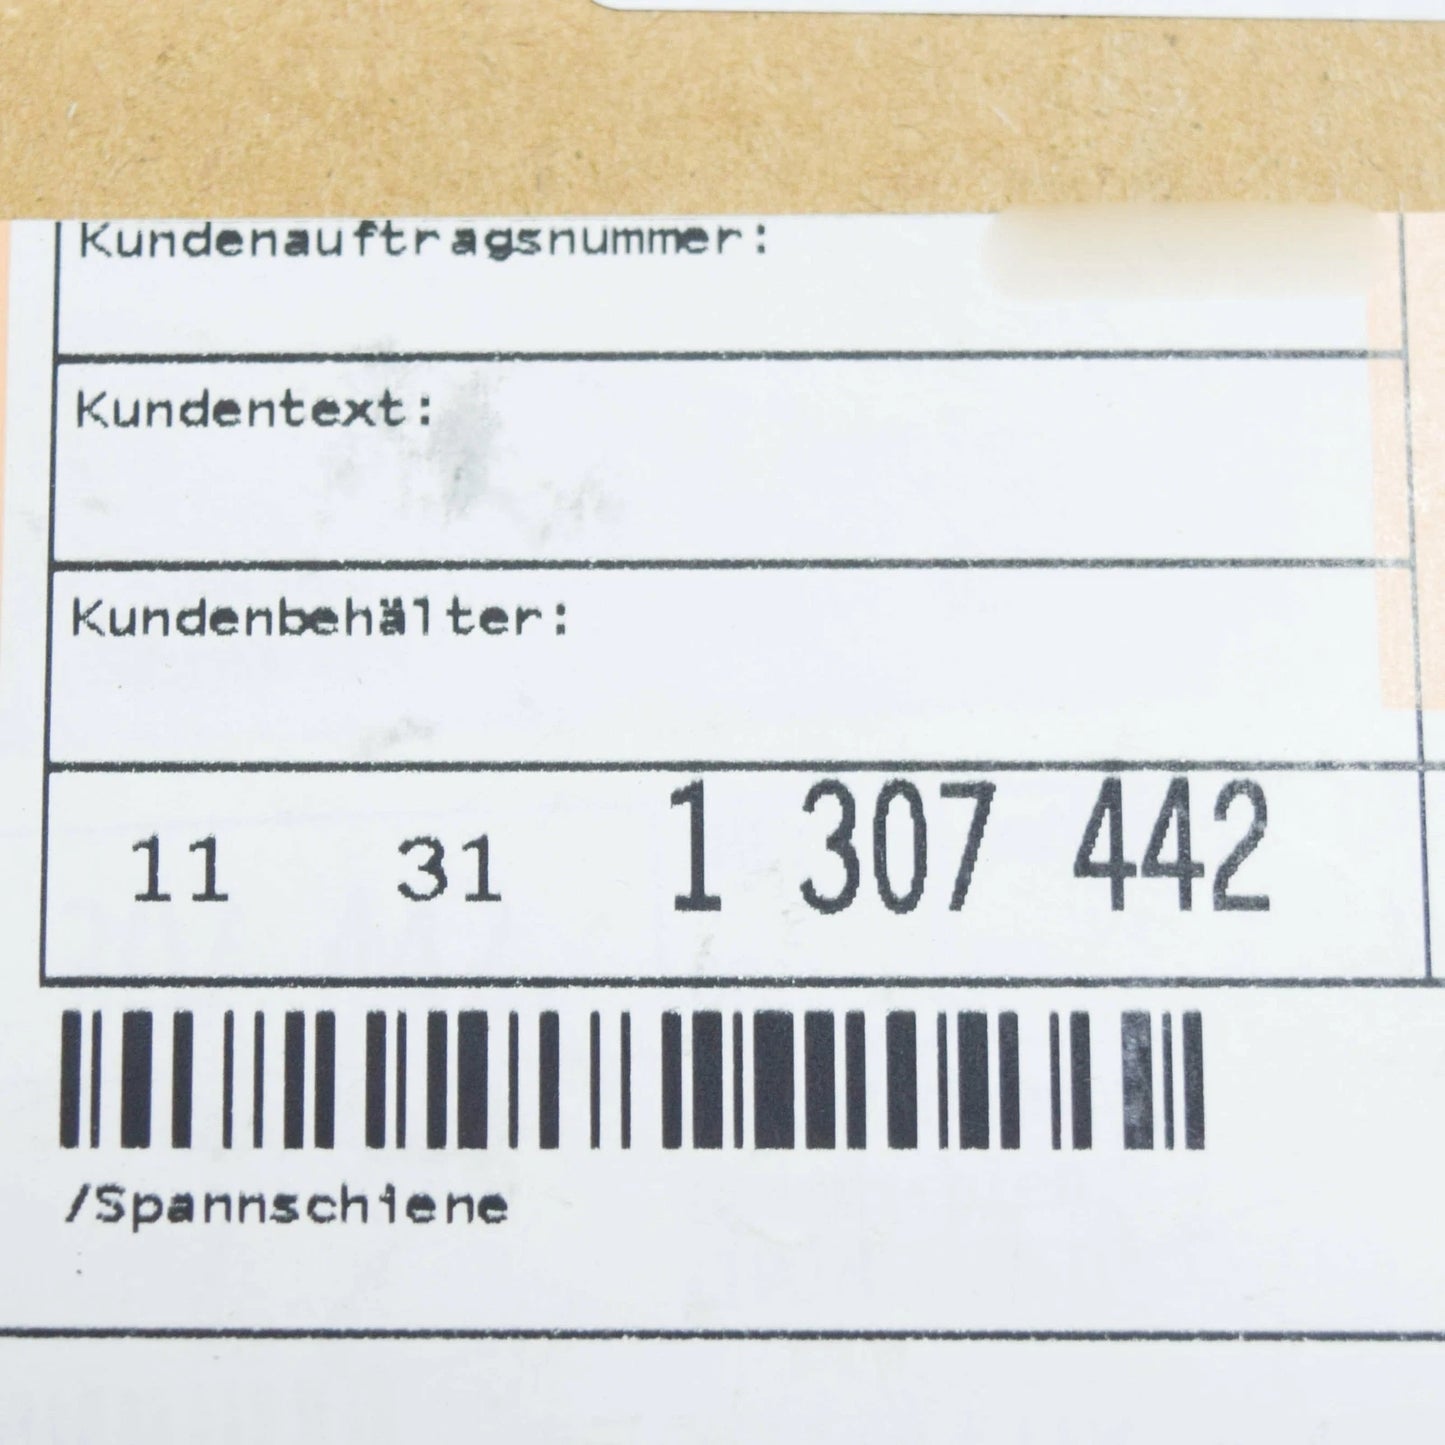 Kundenauftragsnummer:
Kundentext:
Kundenbehälter:
11 31 1 307 442
/Spannschiene